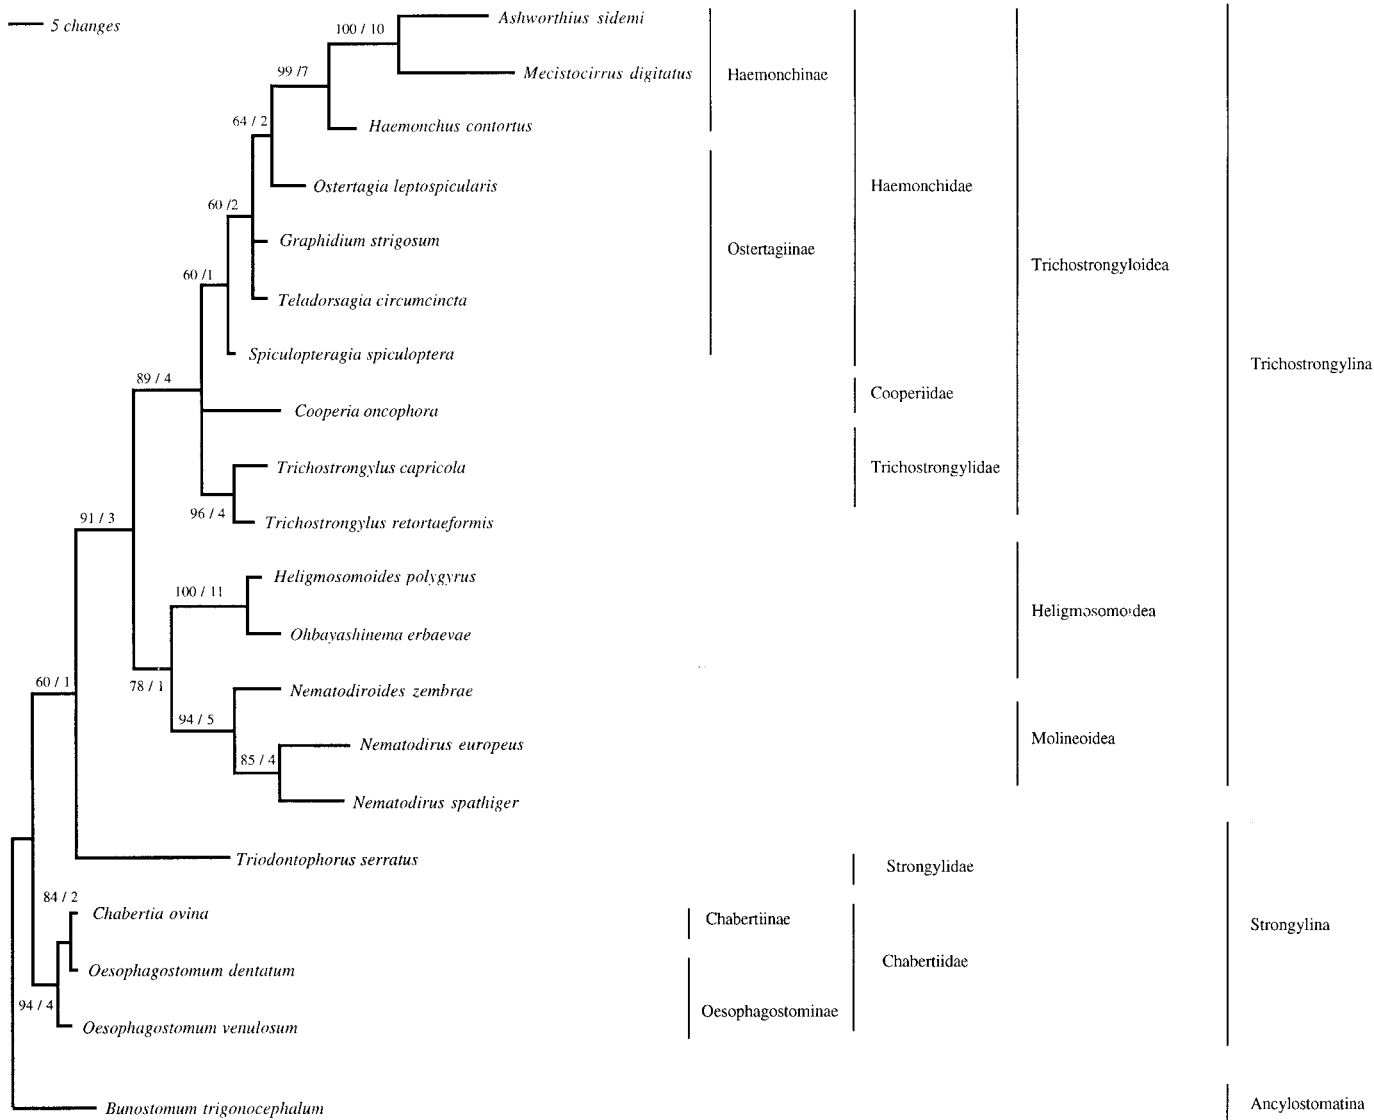 5 changes
100 / 10
Ashworthius sidemi
99 /7
Mecistocirrus digitatus
Haemonchinae
64 / 2
Haemonchus contortus
60 /2
Ostertagia leptospicularis
Haemonchidae
Graphidium strigosum
Ostertagiinae
Trichostrongyloidea
60 /1
Teladorsagia circumcincta
Spiculopteragia spiculoptera
Trichostrongylina
89 / 4
Cooperiidae
Cooperia oncophora
Trichostrongylus capricola
Trichostrongylidae
96 / 4
91 / 3
Trichostrongylus retortaeformis
Heligmosomoides polygyrus
100 / 11
Heligmosomoidea
Ohbayashinema erbaevae
60 / 1
78 / 1
Nematodiroides zembrae
94 / 5
Nematodirus europeus
Molineoidea
85 / 4
Nematodirus spathiger
Triodontophorus serratus
Strongylidae
84 / 2
Chabertia ovina
Chabertiinae
Strongylina
Oesophagostomum dentatum
Chabertiidae
94 / 4
Oesophagostominae
Oesophagostomum venulosum
Bunostomum trigonocephalum
Ancylostomatina